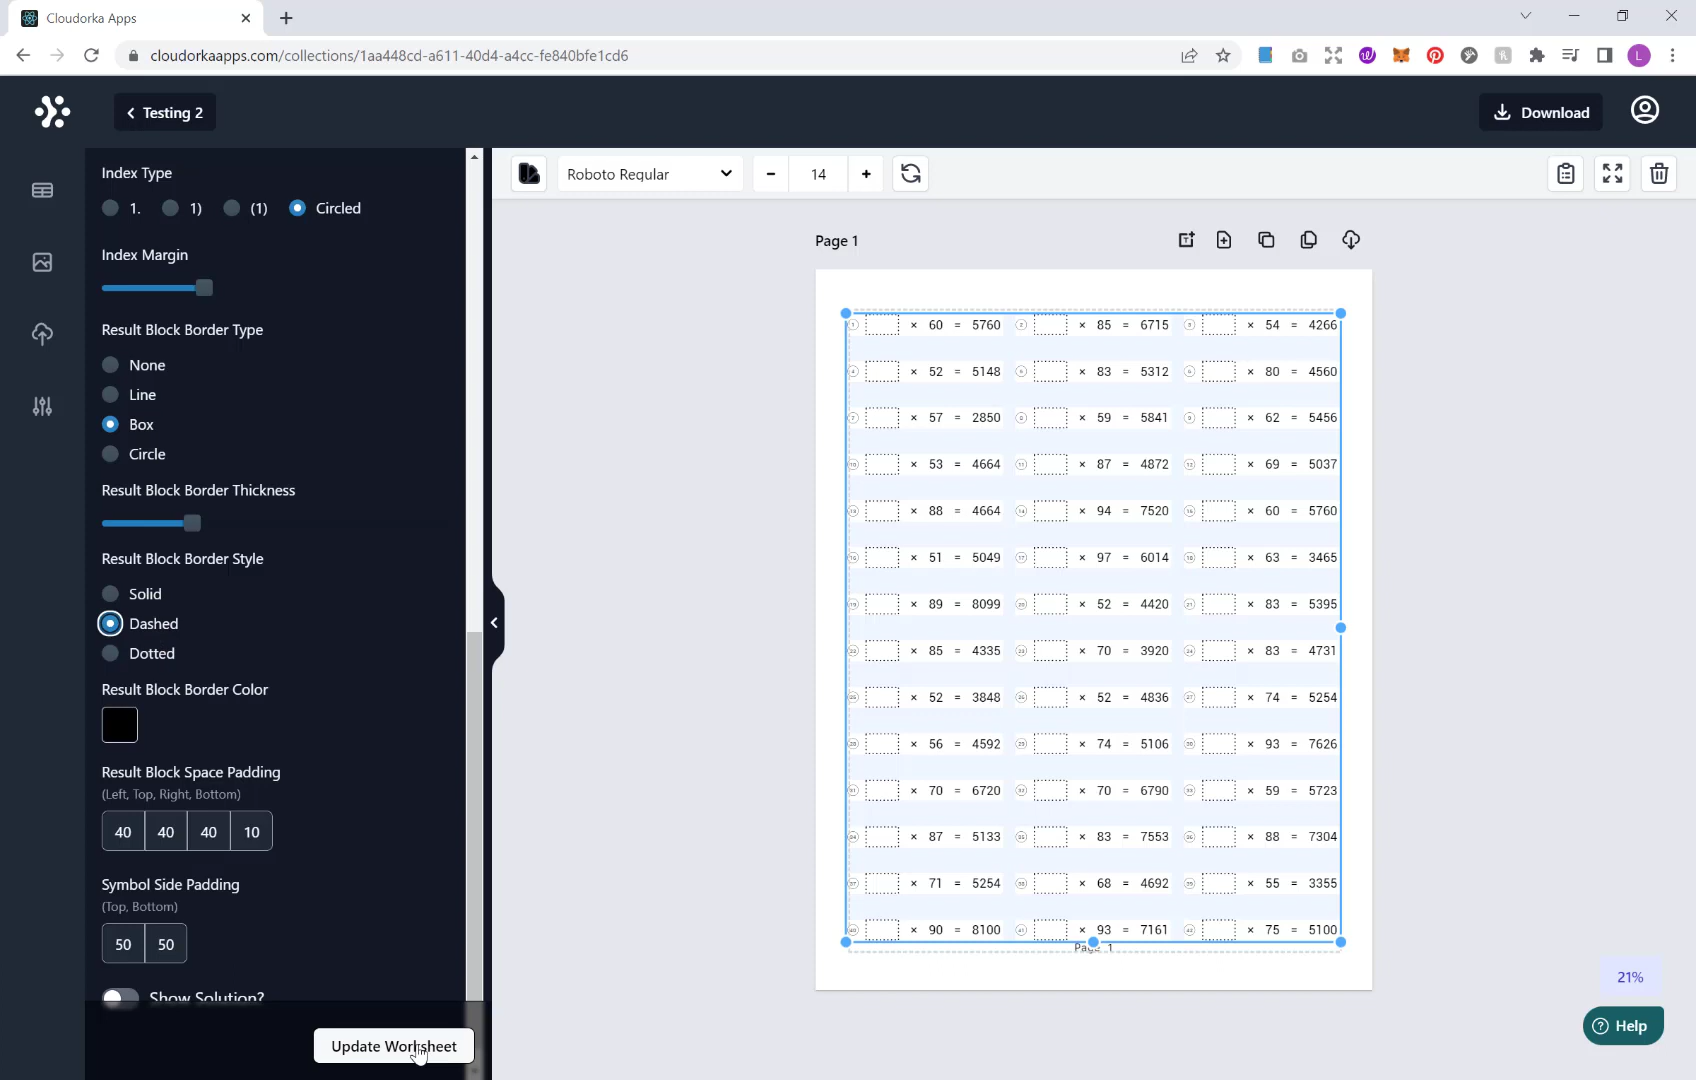 Cloudorka Apps
cloudorkaapps.com/collections/1aa448cd-a611-40d4-a4cc-fe840bfe1cd6
Testing 2
Download
Index Type
1. 1) (1) Circled
Index Margin
Result Block Border Type
None
Line
Box
Circle
Result Block Border Thickness
Result Block Border Style
Solid
Dashed
Dotted
Result Block Border Color
Result Block Space Padding
(Left, Top, Right, Bottom)
40 40 40 10
Symbol Side Padding
(Top, Bottom)
50 50
Show Solution?
Update Worksheet
Roboto Regular - 14 +
Page 1
× 60 = 5760 × 85 = 6715 × 54 = 4266
× 52 = 5148 × 83 = 5312 × 80 = 4560
× 57 = 2850 × 59 = 5841 × 62 = 5456
× 53 = 4664 × 87 = 4872 × 69 = 5037
× 88 = 4664 × 94 = 7520 × 60 = 5760
× 51 = 5049 × 97 = 6014 × 63 = 3465
× 89 = 8099 × 52 = 4420 × 83 = 5395
× 85 = 4335 × 70 = 3920 × 83 = 4731
× 52 = 3848 × 52 = 4836 × 74 = 5254
× 56 = 4592 × 74 = 5106 × 93 = 7626
× 70 = 6720 × 70 = 6790 × 59 = 5723
× 87 = 5133 × 83 = 7553 × 88 = 7304
× 71 = 5254 × 68 = 4692 × 55 = 3355
× 90 = 8100 × 93 = 7161 × 75 = 5100
Page 1
21%
Help